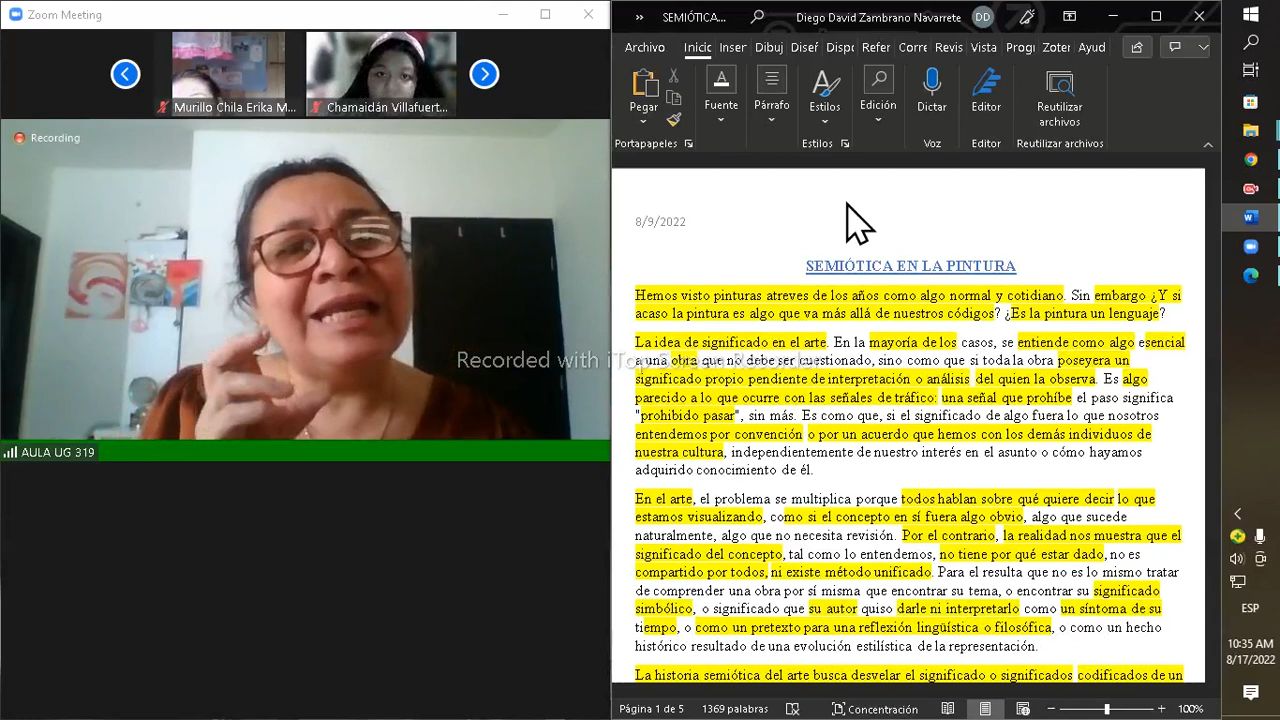 Zoom Meeting
Murillo Chila Erika M...
Chamaidán Villafuert...
Recording
AULA UG 319
Recorded with iTop Screen Recorder
SEMIÓTICA...
Diego David Zambrano Navarrete
DD
Archivo
Inicio
Inser
Dibuj
Diseñ
Dispo
Refer
Corre
Revis
Vista
Progr
Zoter
Ayud
Pegar
Fuente
Párrafo
Estilos
Edición
Dictar
Editor
Reutilizar
archivos
Portapapeles
Estilos
Voz
Editor
Reutilizar archivos
8/9/2022
SEMIÓTICA EN LA PINTURA
Hemos visto pinturas atreves de los años como algo normal y cotidiano. Sin embargo ¿Y si
acaso la pintura es algo que va más allá de nuestros códigos? ¿Es la pintura un lenguaje?
La idea de significado en el arte. En la mayoría de los casos, se entiende como algo esencial
a una obra que no debe ser cuestionado, sino como que si toda la obra poseyera un
significado propio pendiente de interpretación o análisis del quien la observa. Es algo
parecido a lo que ocurre con las señales de tráfico: una señal que prohíbe el paso significa
"prohibido pasar", sin más. Es como que, si el significado de algo fuera lo que nosotros
entendemos por convención o por un acuerdo que hemos con los demás individuos de
nuestra cultura, independientemente de nuestro interés en el asunto o cómo hayamos
adquirido conocimiento de él.
En el arte, el problema se multiplica porque todos hablan sobre qué quiere decir lo que
estamos visualizando, como si el concepto en sí fuera algo obvio, algo que sucede
naturalmente, algo que no necesita revisión. Por el contrario, la realidad nos muestra que el
significado del concepto, tal como lo entendemos, no tiene por qué estar dado, no es
compartido por todos, ni existe método unificado. Para el resulta que no es lo mismo tratar
de comprender una obra por sí misma que encontrar su tema, o encontrar su significado
simbólico, o significado que su autor quiso darle ni interpretarlo como un síntoma de su
tiempo, o como un pretexto para una reflexión lingüística o filosófica, o como un hecho
histórico resultado de una evolución estilística de la representación.
La historia semiótica del arte busca desvelar el significado o significados codificados de un
Página 1 de 5
1369 palabras
Concentración
100%
ESP
10:35 AM
8/17/2022